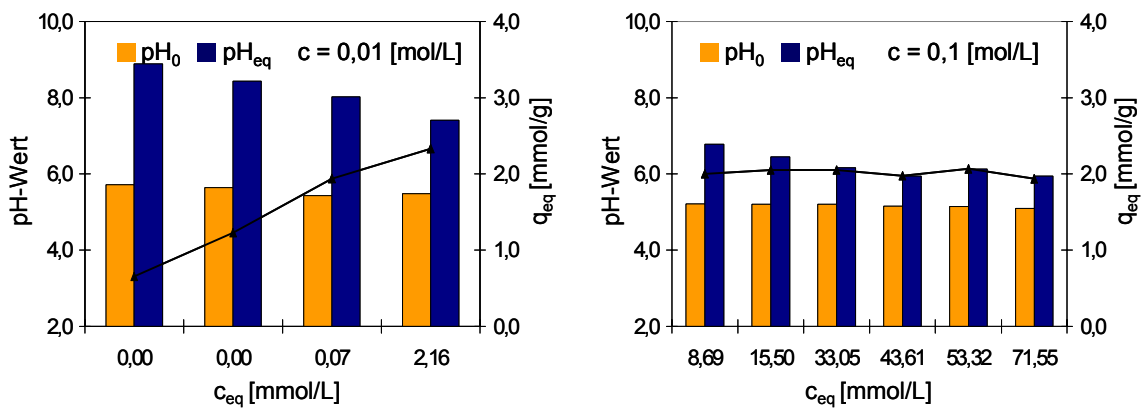 10,0
8,0
6,0
4,0
2,0
pH-Wert
pH0 pHeq c = 0,01 [mol/L]
4,0
3,0
2,0
1,0
0,0
qeq [mmol/g]
0,00 0,00 0,07 2,16
ceq [mmol/L]
10,0
8,0
6,0
4,0
2,0
pH-Wert
pH0 pHeq c = 0,1 [mol/L]
4,0
3,0
2,0
1,0
0,0
qeq [mmol/g]
8,69 15,50 33,05 43,61 53,32 71,55
ceq [mmol/L]